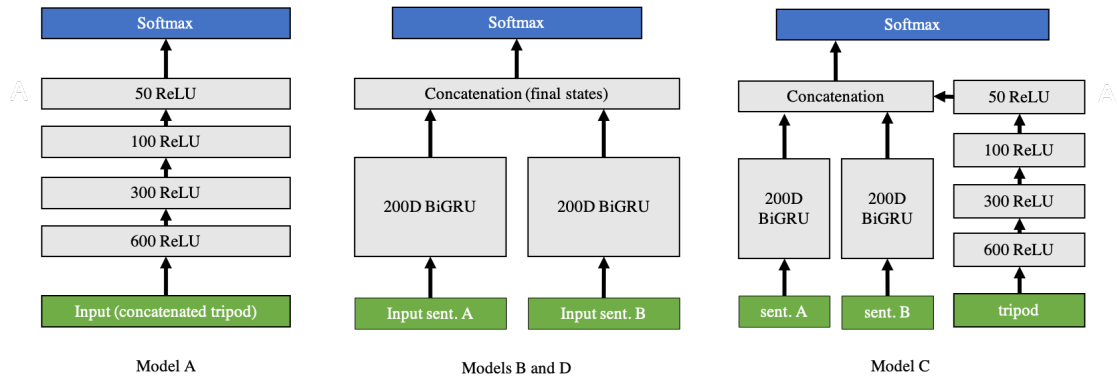 Softmax
50 ReLU
100 ReLU
300 ReLU
600 ReLU
Input (concatenated tripod)
Model A
Softmax
Concatenation (final states)
200D BiGRU
200D BiGRU
Input sent. A
Input sent. B
Models B and D
Softmax
Concatenation
50 ReLU
100 ReLU
300 ReLU
600 ReLU
200D
BiGRU
200D
BiGRU
sent. A
sent. B
tripod
Model C
A
A